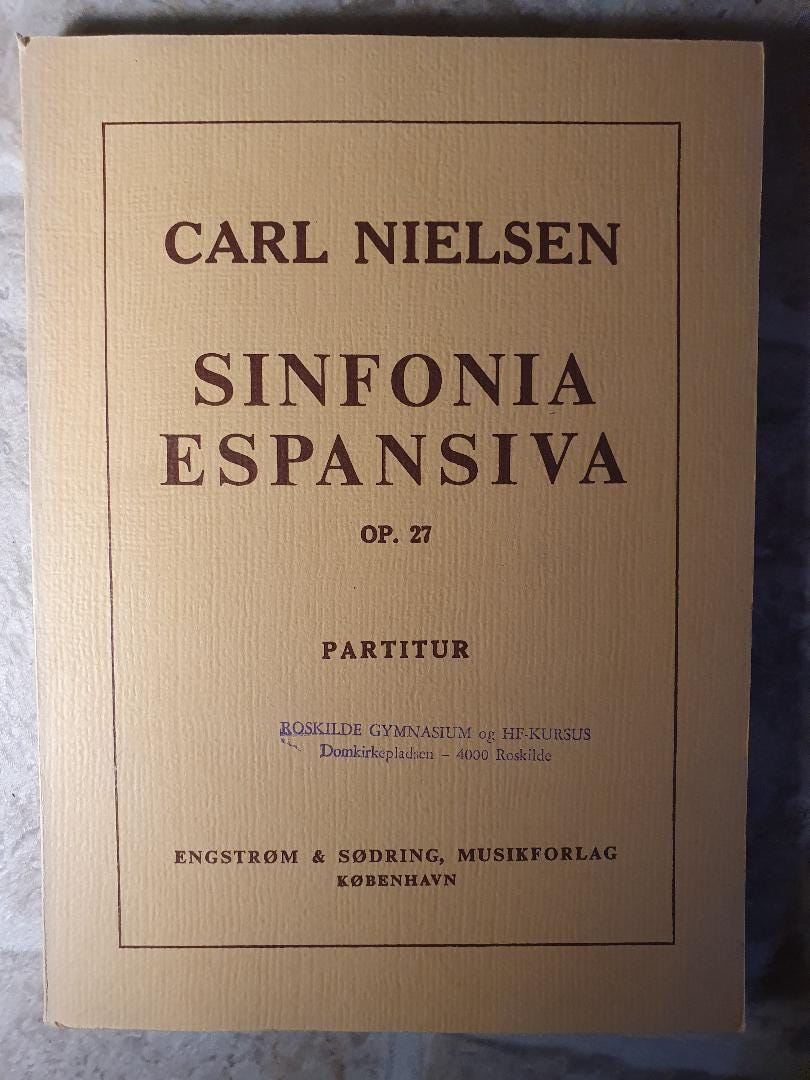 CARL NIELSEN
SINFONIA
ESPANSIVA
OP. 27
PARTITUR
ROSKILDE GYMNASIUM og HF-KURSUS
Domkirkepladsen – 4000 Roskilde
ENGSTRØM & SØDRING, MUSIKFORLAG
KØBENHAVN